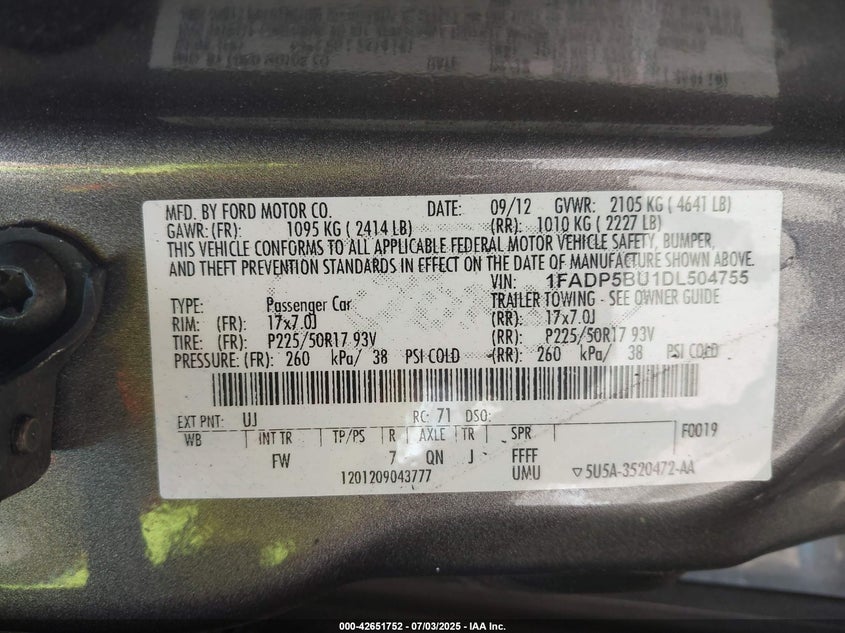 MFD. BY FORD MOTOR CO. DATE: 09/12 GVWR: 2105 KG ( 4641 LB)
GAWR:(FR): 1095 KG ( 2414 LB) (RR): 1010 KG ( 2227 LB)
THIS VEHICLE CONFORMS TO ALL APPLICABLE FEDERAL MOTOR VEHICLE SAFETY, BUMPER,
AND THEFT PREVENTION STANDARDS IN EFFECT ON THE DATE OF MANUFACTURE SHOWN ABOVE.
VIN: 1FADP5BU1DL504755
TYPE: Passenger Car TRAILER TOWING - SEE OWNER GUIDE
RIM: (FR): 17x7.0J (RR): 17x7.0J
TIRE: (FR): P225/50R17 93V (RR): P225/50R17 93V
PRESSURE:(FR): 260 kPa/ 38 PSI COLD (RR): 260 kPa/ 38 PSI COLD
EXT PNT: UJ RC: 71 DSO:
WB INT TR TP/PS R AXLE TR SPR F0019
FW 7 QN J FFFF
1201209043777 UMU ▽5U5A-3520472-AA
000-42651752 - 07/03/2025 - IAA Inc.